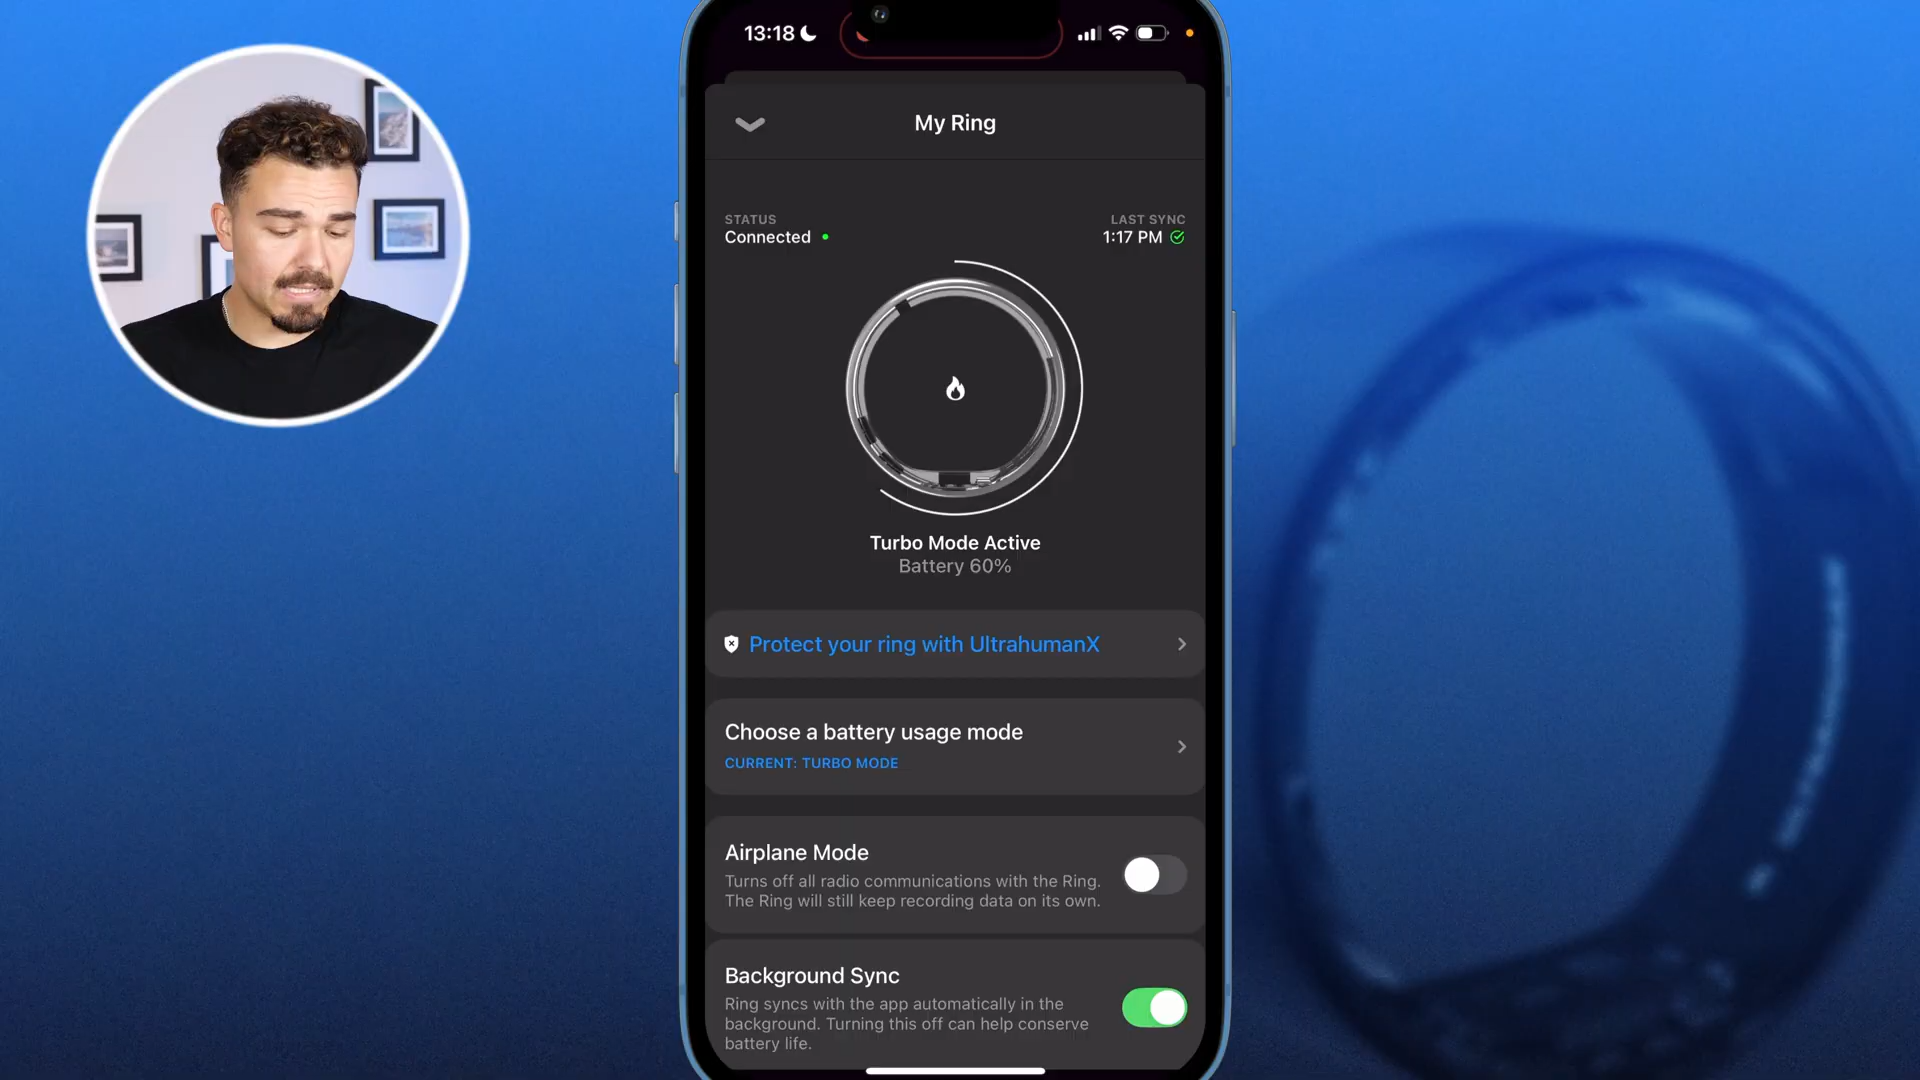 13:18
My Ring
STATUS
Connected
LAST SYNC
1:17 PM
Turbo Mode Active
Battery 60%
Protect your ring with UltrahumanX
Choose a battery usage mode
CURRENT: TURBO MODE
Airplane Mode
Turns off all radio communications with the Ring.
The Ring will still keep recording data on its own.
Background Sync
Ring syncs with the app automatically in the
background. Turning this off can help conserve
battery life.